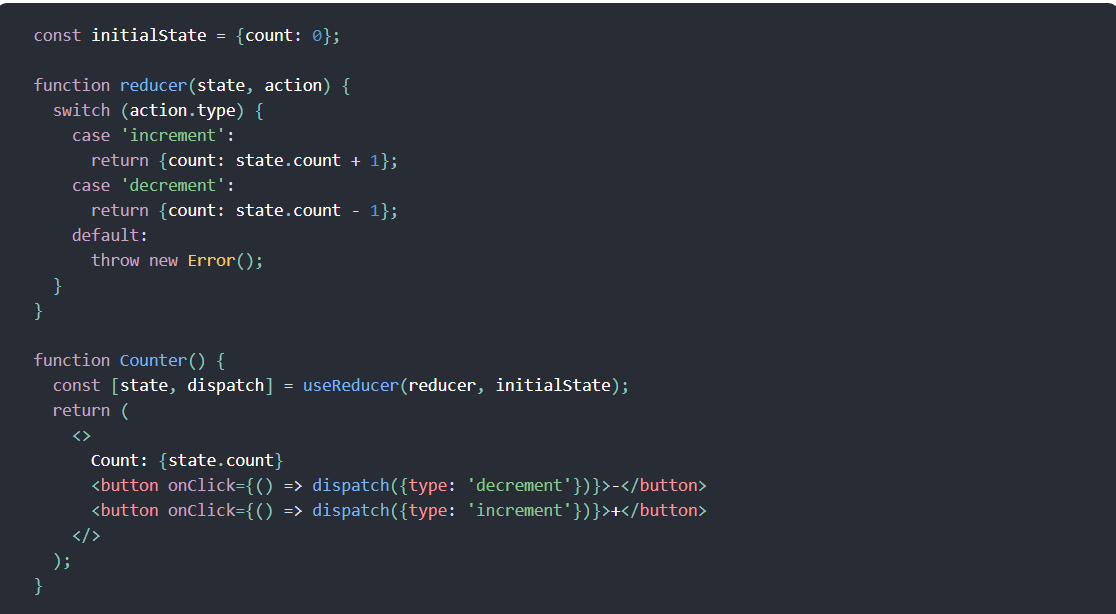 const initialState = {count: 0};

function reducer(state, action) {
  switch (action.type) {
    case 'increment':
      return {count: state.count + 1};
    case 'decrement':
      return {count: state.count - 1};
    default:
      throw new Error();
  }
}

function Counter() {
  const [state, dispatch] = useReducer(reducer, initialState);
  return (
    <>
      Count: {state.count}
      <button onClick={() => dispatch({type: 'decrement'})}>-</button>
      <button onClick={() => dispatch({type: 'increment'})}>+</button>
    </>
  );
}